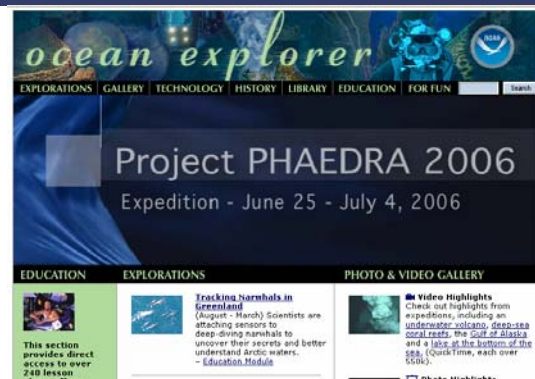 ocean explorer
NOAA
EXPLORATIONS GALLERY TECHNOLOGY HISTORY LIBRARY EDUCATION FOR FUN Search
Project PHAEDRA 2006
Expedition - June 25 - July 4, 2006
EDUCATION EXPLORATIONS PHOTO & VIDEO GALLERY
This section
provides direct
access to over
240 lesson
Tracking Narwhals in
Greenland
(August - March) Scientists are
attaching sensors to
deep-diving narwhals to
uncover their secrets and better
understand Arctic waters.
- Education Module
Video Highlights
Check out highlights from
expeditions, including an
underwater volcano, deep-sea
coral reefs, the Gulf of Alaska
and a lake at the bottom of the
sea. (QuickTime, each over
550k).
Photo Highlights